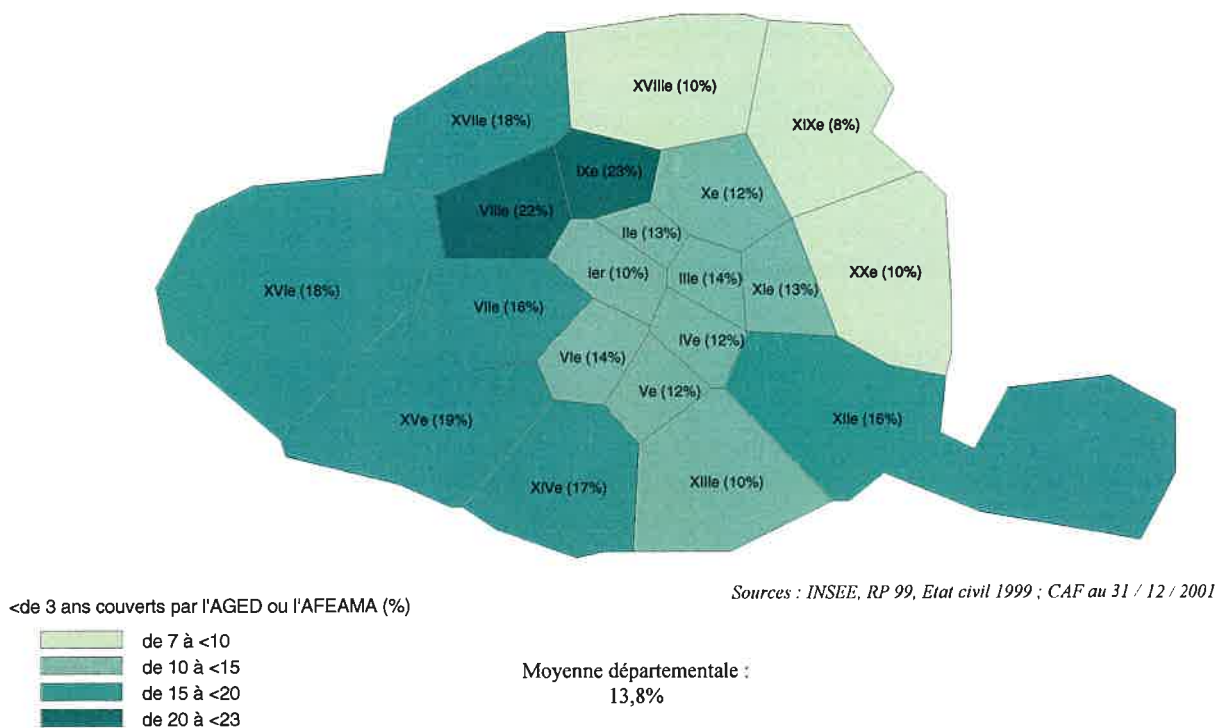 XVIIIe (10%)
XIXe (8%)
XVIIe (18%)
IXe (23%)
Xe (12%)
VIIIe (22%)
IIe (13%)
Ier (10%)
IIIe (14%)
XIe (13%)
XXe (10%)
XVIe (18%)
VIIe (16%)
IVe (12%)
VIe (14%)
Ve (12%)
XVe (19%)
XIIe (16%)
XIVe (17%)
XIIIe (10%)
Sources : INSEE, RP 99, Etat civil 1999 ; CAF au 31 / 12 / 2001
<de 3 ans couverts par l'AGED ou l'AFEAMA (%)
de 7 à <10
de 10 à <15
de 15 à <20
de 20 à <23
Moyenne départementale :
13,8%